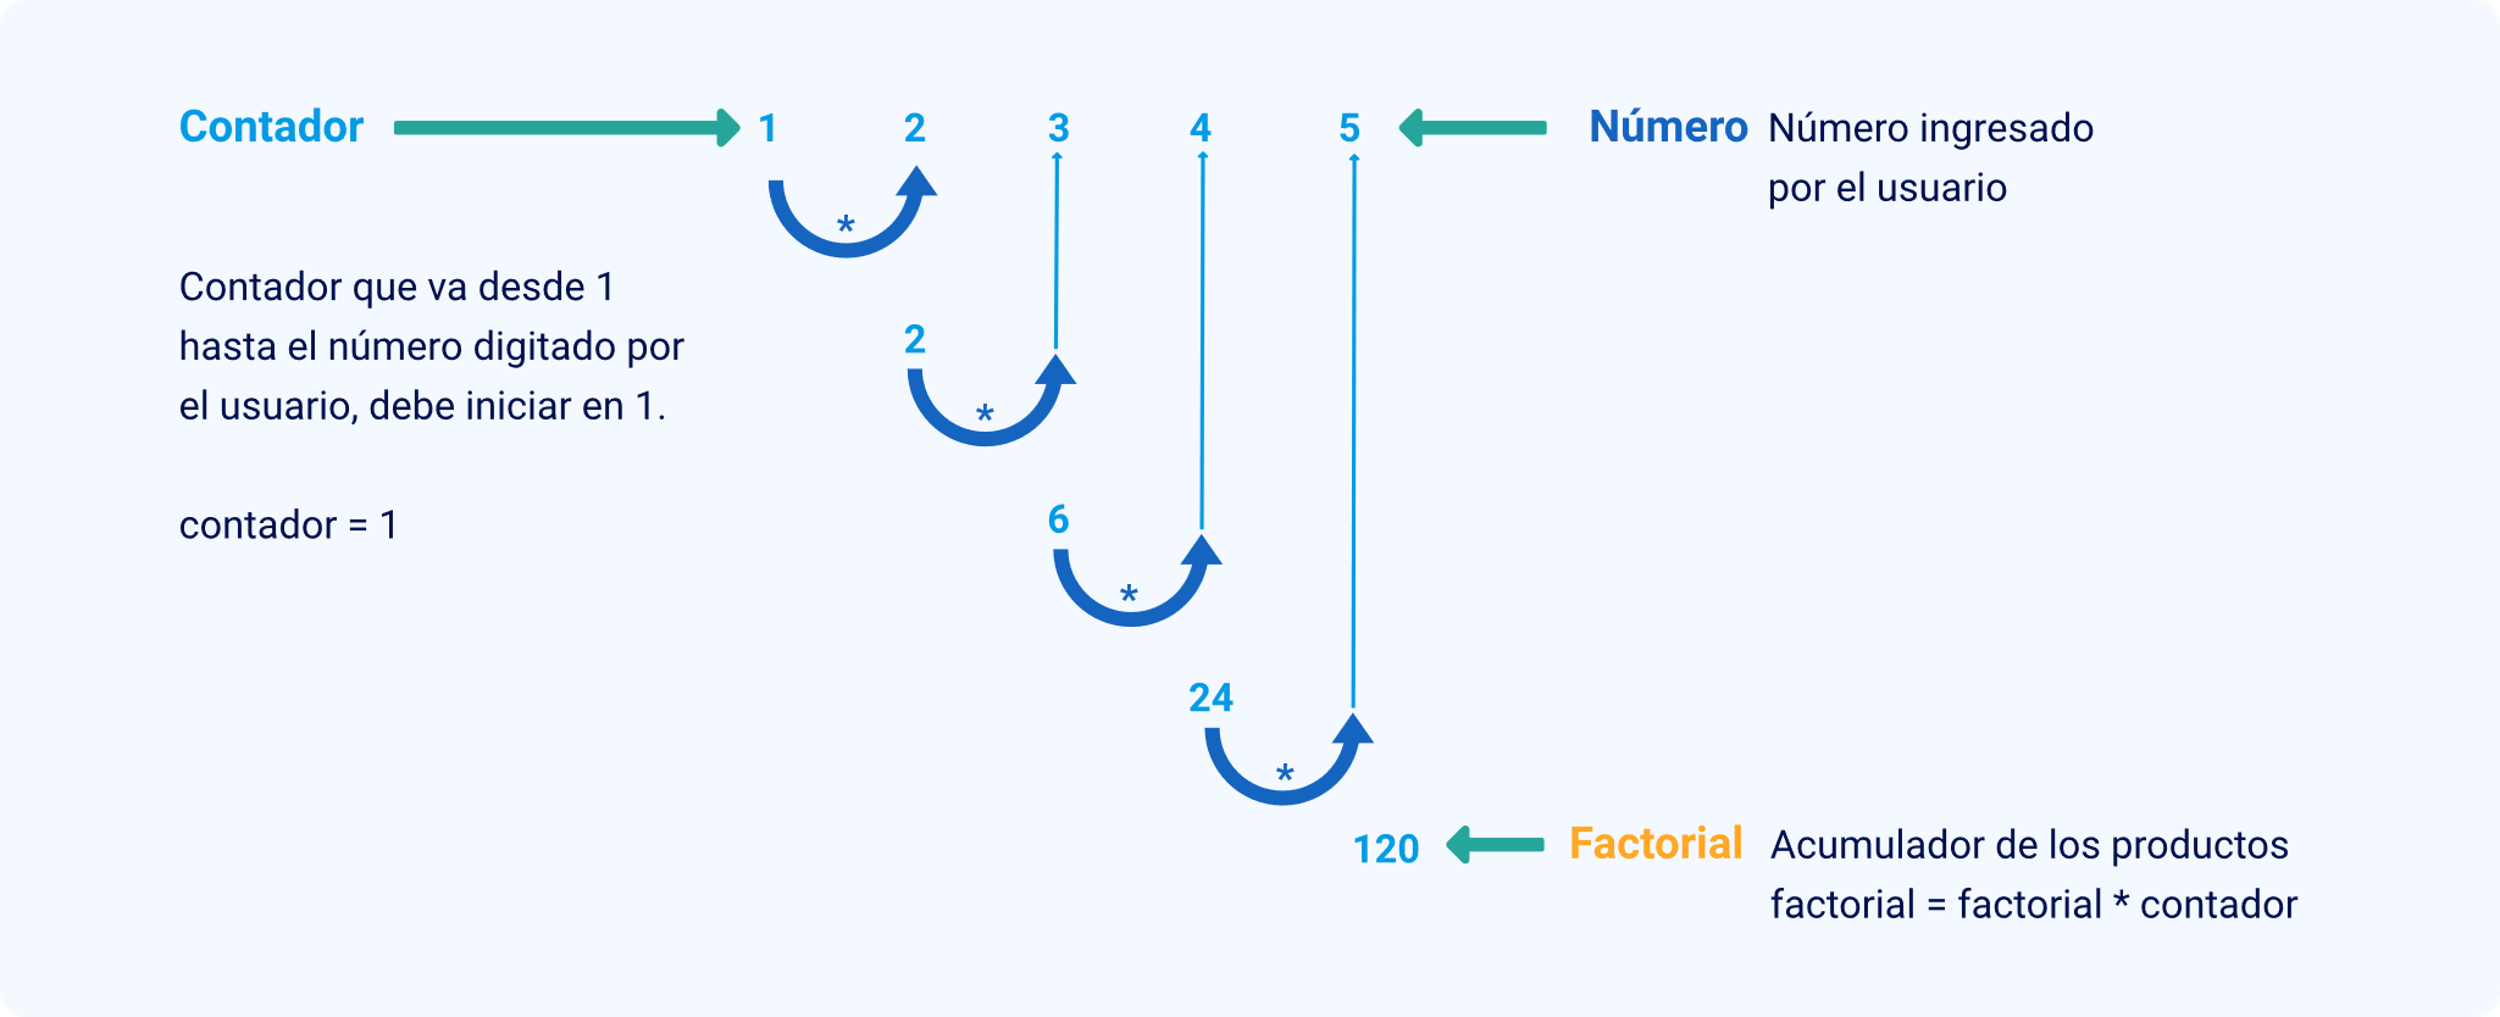 Contador 1 2 3 4 5 Número Número ingresado
por el usuario
*
Contador que va desde 1
hasta el número digitado por
el usuario, debe iniciar en 1.
contador = 1
2
*
6
*
24
*
120 Factorial Acumulador de los productos
factorial = factorial * contador